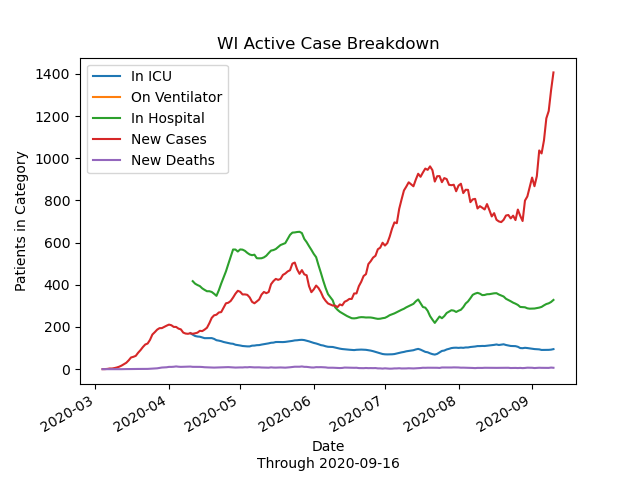 WI Active Case Breakdown
In ICU
On Ventilator
In Hospital
New Cases
New Deaths
Patients in Category
1400
1200
1000
800
600
400
200
0
2020-03
2020-04
2020-05
2020-06
2020-07
2020-08
2020-09
Date
Through 2020-09-16